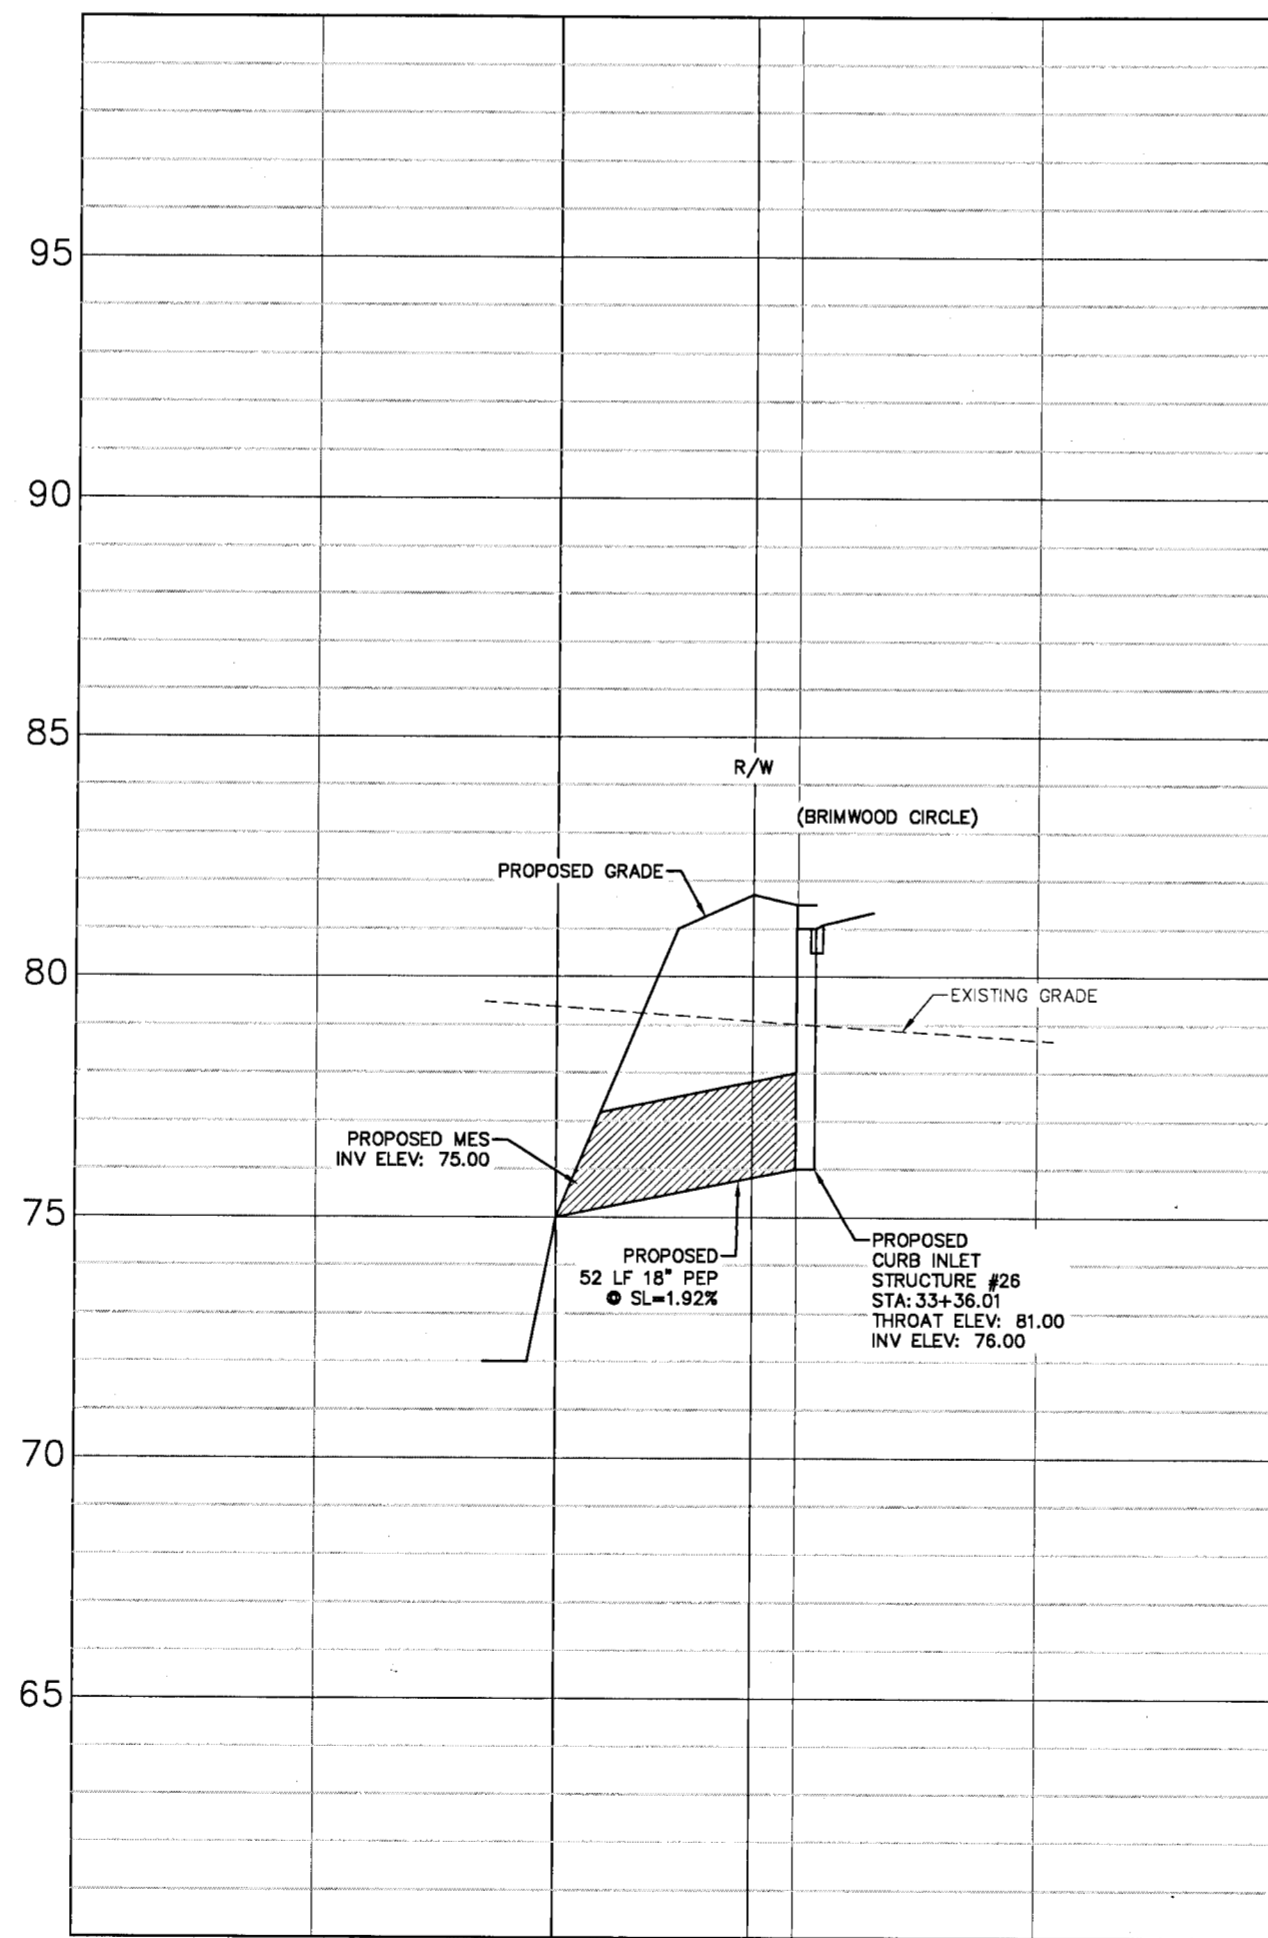 95
90
85
R/W
(BRIMWOOD CIRCLE)
PROPOSED GRADE
80
EXISTING GRADE
PROPOSED MES
INV ELEV: 75.00
75
PROPOSED
52 LF 18" PEP
@ SL=1.92%
PROPOSED
CURB INLET
STRUCTURE #26
STA: 33+36.01
THROAT ELEV: 81.00
INV ELEV: 76.00
70
65